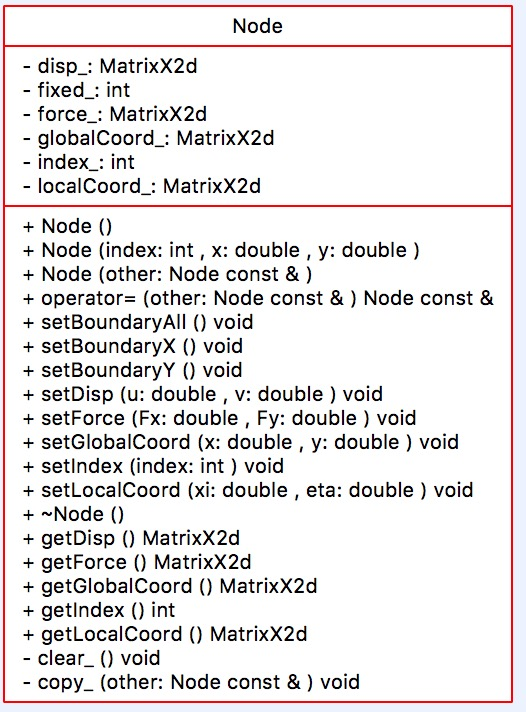 Node
- disp_: MatrixX2d
- fixed_: int
- force_: MatrixX2d
- globalCoord_: MatrixX2d
- index_: int
- localCoord_: MatrixX2d
+ Node ()
+ Node (index: int , x: double , y: double )
+ Node (other: Node const & )
+ operator= (other: Node const & ) Node const &
+ setBoundaryAll () void
+ setBoundaryX () void
+ setBoundaryY () void
+ setDisp (u: double , v: double ) void
+ setForce (Fx: double , Fy: double ) void
+ setGlobalCoord (x: double , y: double ) void
+ setIndex (index: int ) void
+ setLocalCoord (xi: double , eta: double ) void
+ ~Node ()
+ getDisp () MatrixX2d
+ getForce () MatrixX2d
+ getGlobalCoord () MatrixX2d
+ getIndex () int
+ getLocalCoord () MatrixX2d
- clear_ () void
- copy_ (other: Node const & ) void